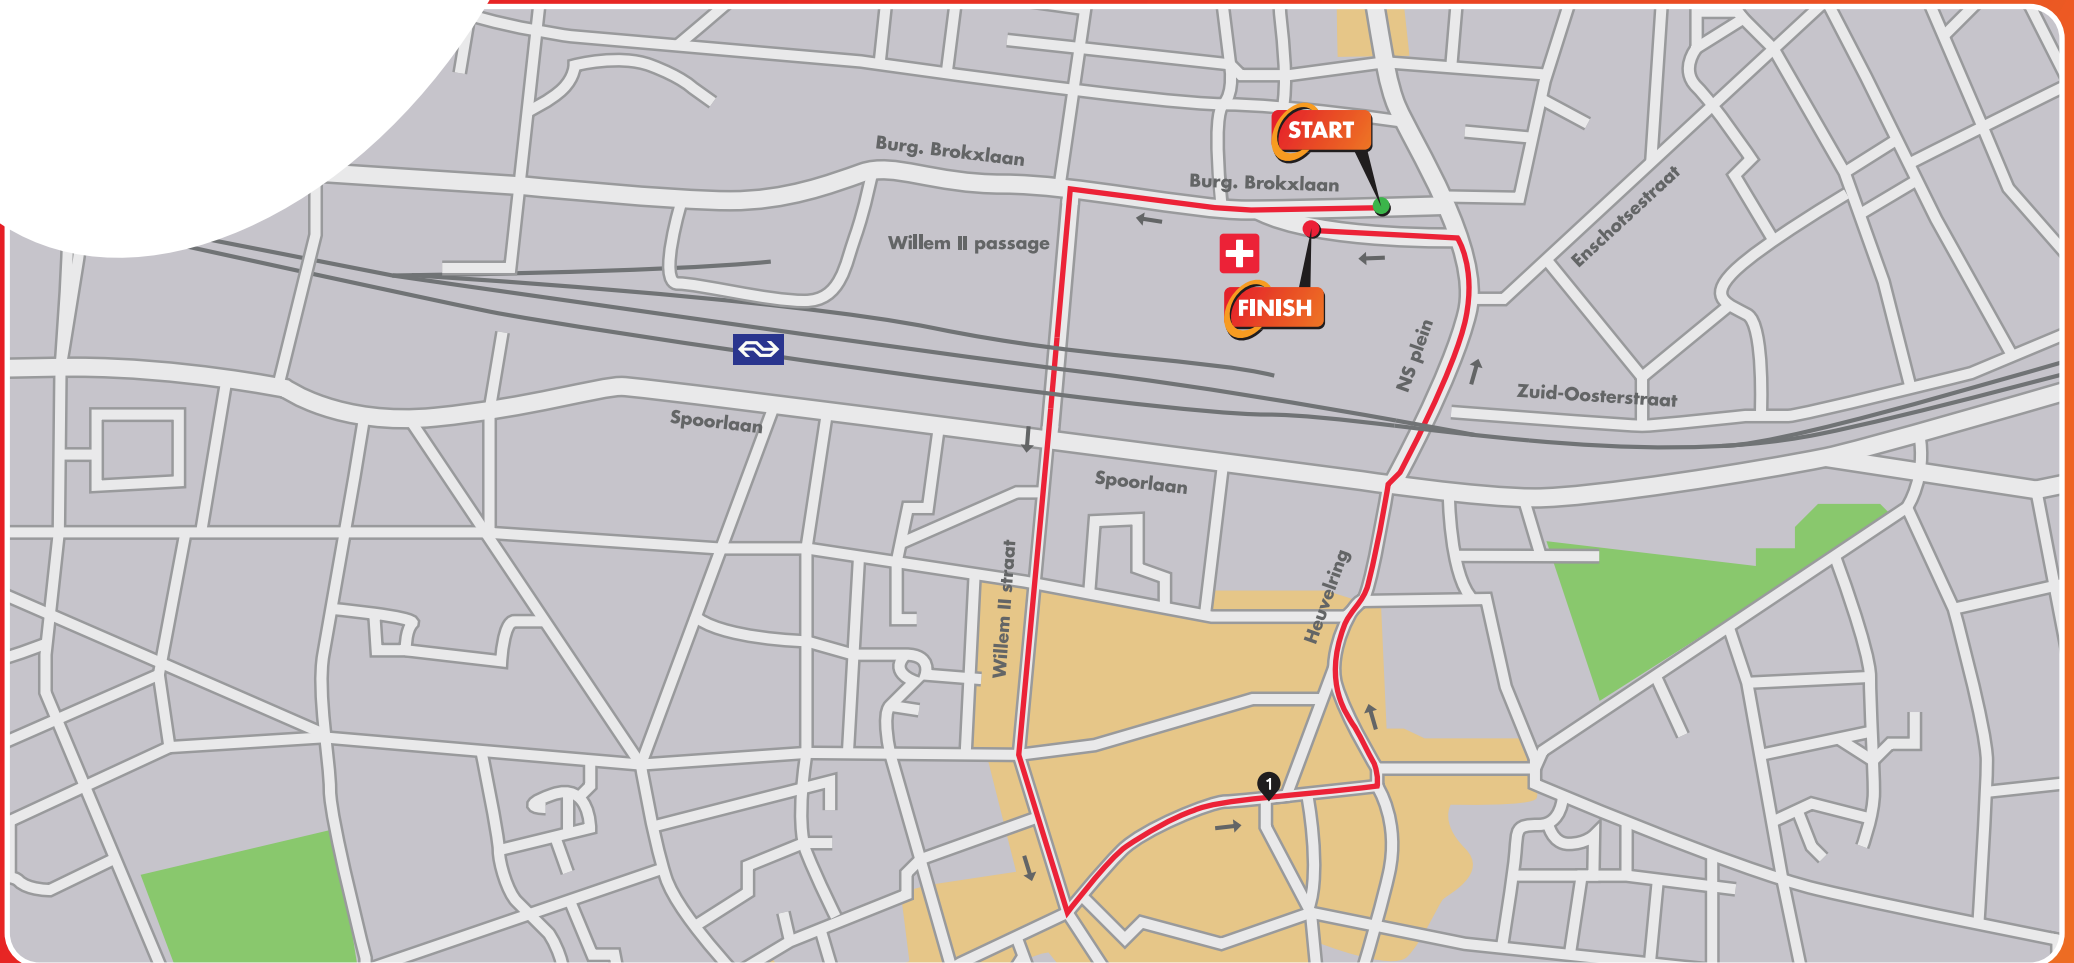 START
Burg. Brokxlaan
Burg. Brokxlaan
Enschotsestraat
Willem II passage
FINISH
NS plein
Zuid-Oosterstraat
Spoorlaan
Spoorlaan
Willem II straat
Heuvelring
1